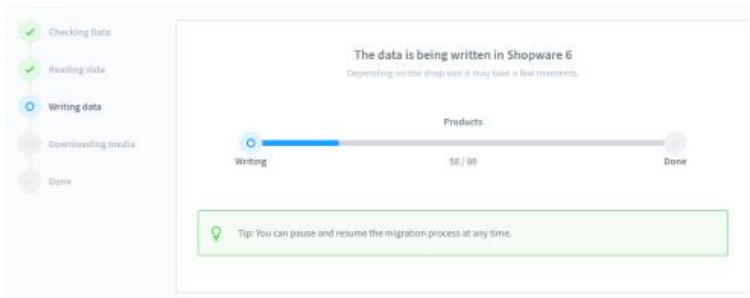 Checking Data
Reading data
Writing data
Downloading media
Done
The data is being written in Shopware 6
Depending on the shop size it may take a few moments.
Products
Writing
Done
Tip: You can pause and resume the migration process at any time.